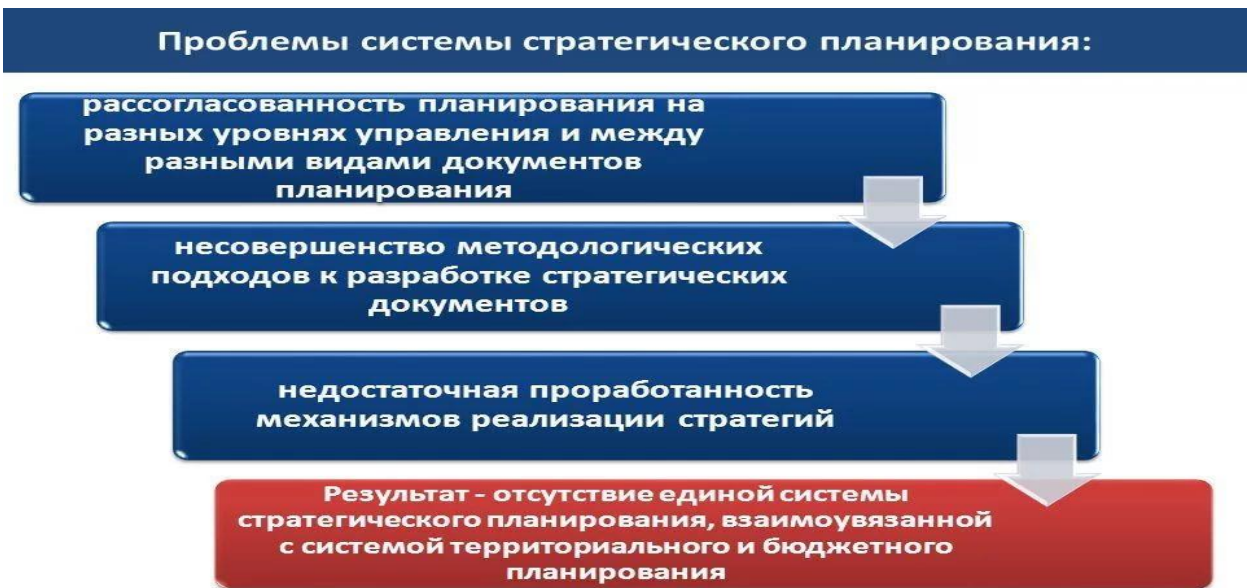 Проблемы системы стратегического планирования:
рассогласованность планирования на
разных уровнях управления и между
разными видами документов
планирования
несовершенство методологических
подходов к разработке стратегических
документов
недостаточная проработанность
механизмов реализации стратегий
Результат - отсутствие единой системы
стратегического планирования, взаимоувязанной
с системой территориального и бюджетного
планирования